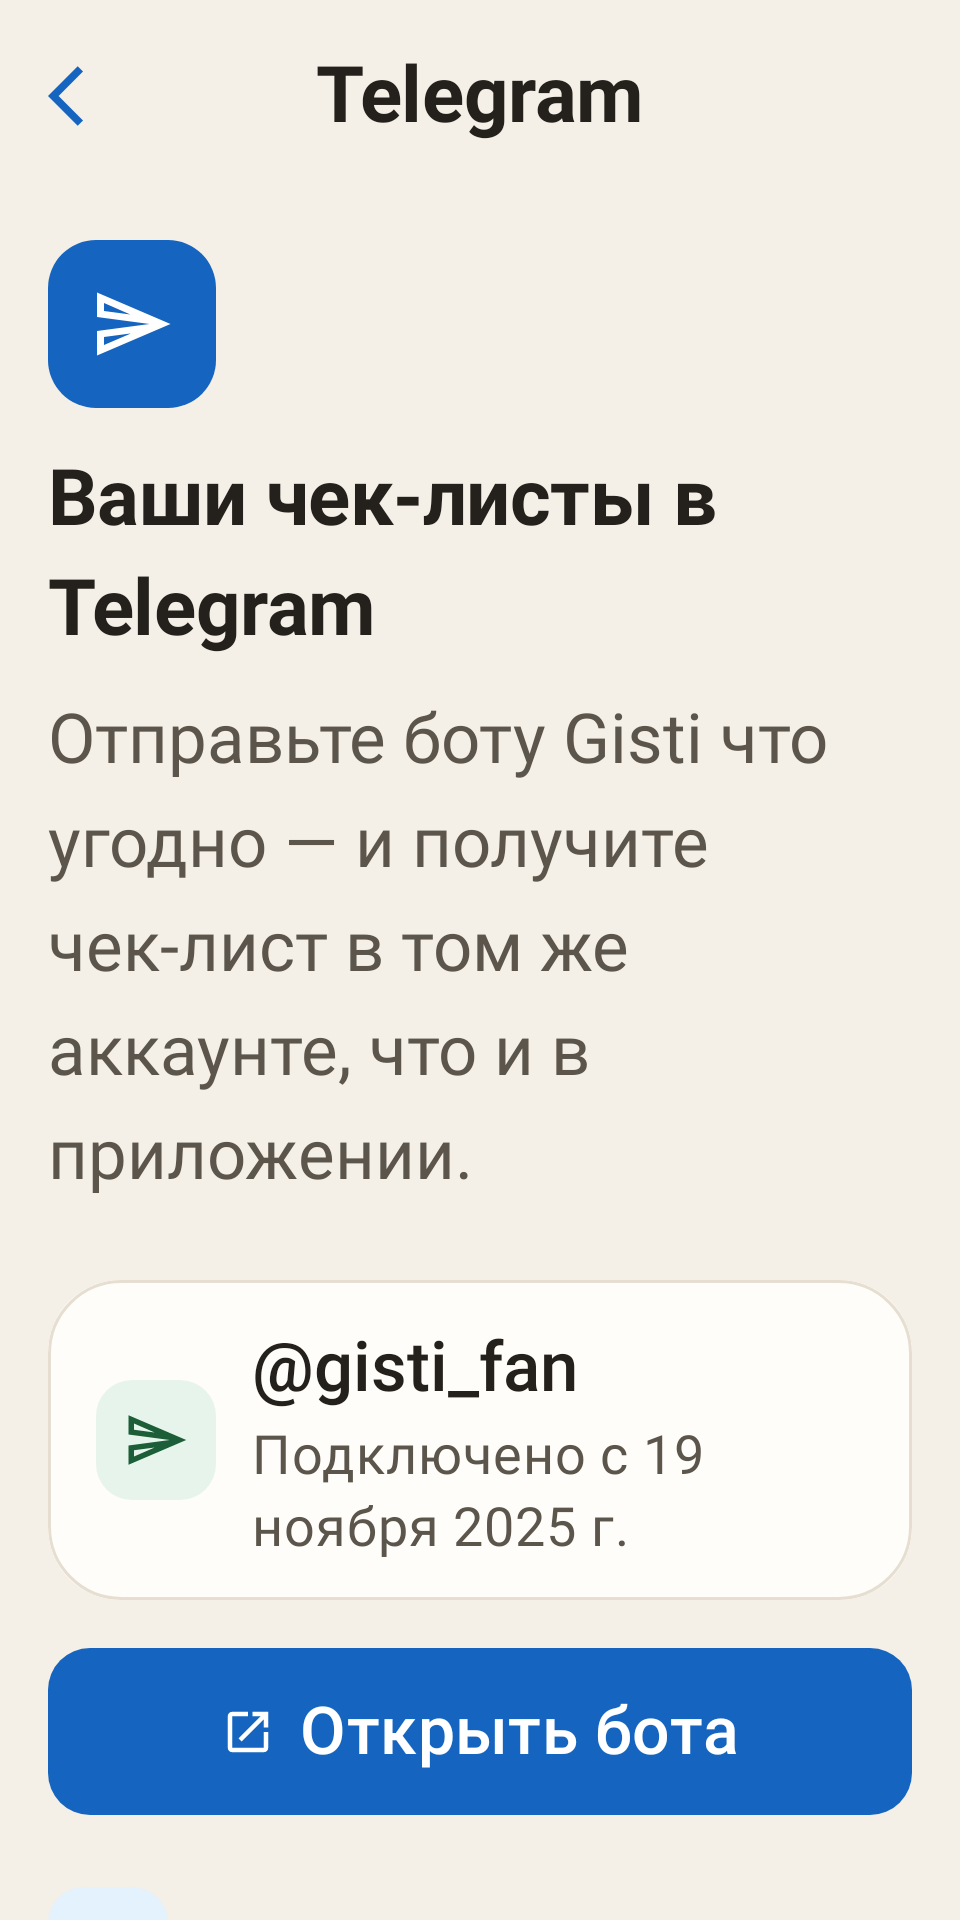 Telegram
Ваши чек-листы в
Telegram
Отправьте боту Gisti что
угодно — и получите
чек-лист в том же
аккаунте, что и в
приложении.
@gisti_fan
Подключено с 19
ноября 2025 г.
Открыть бота